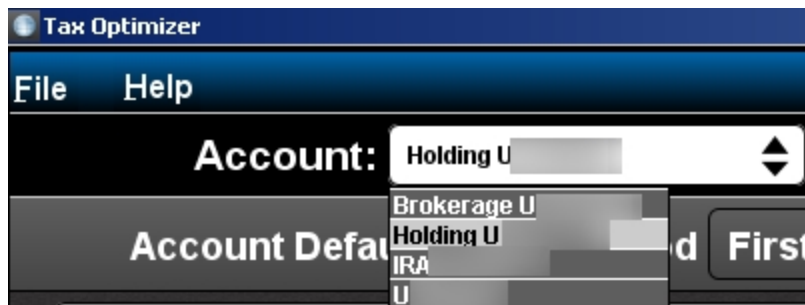 Tax Optimizer
File Help
Account: Holding U
Brokerage U
Holding U
IRA
U
Account Defau d First